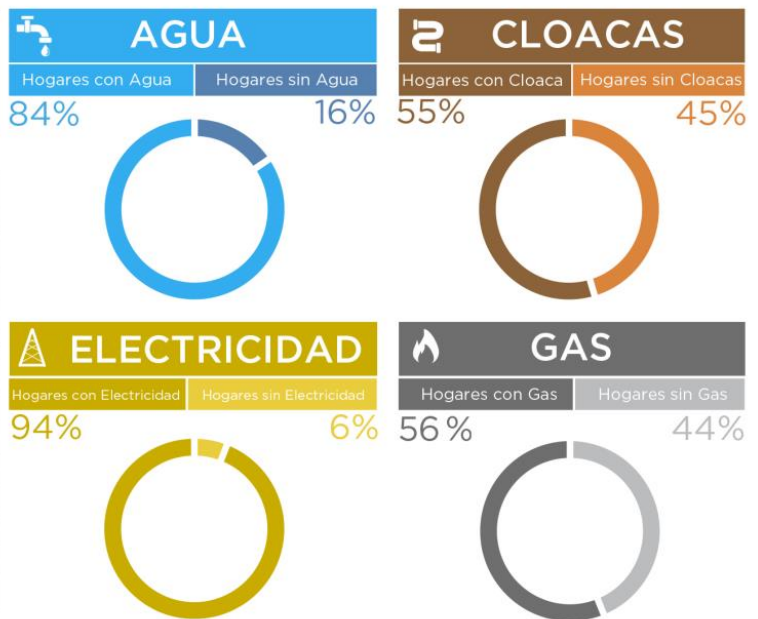 AGUA
Hogares con Agua
Hogares sin Agua
84%
16%
CLOACAS
Hogares con Cloaca
Hogares sin Cloacas
55%
45%
ELECTRICIDAD
Hogares con Electricidad
Hogares sin Electricidad
94%
6%
GAS
Hogares con Gas
Hogares sin Gas
56 %
44%